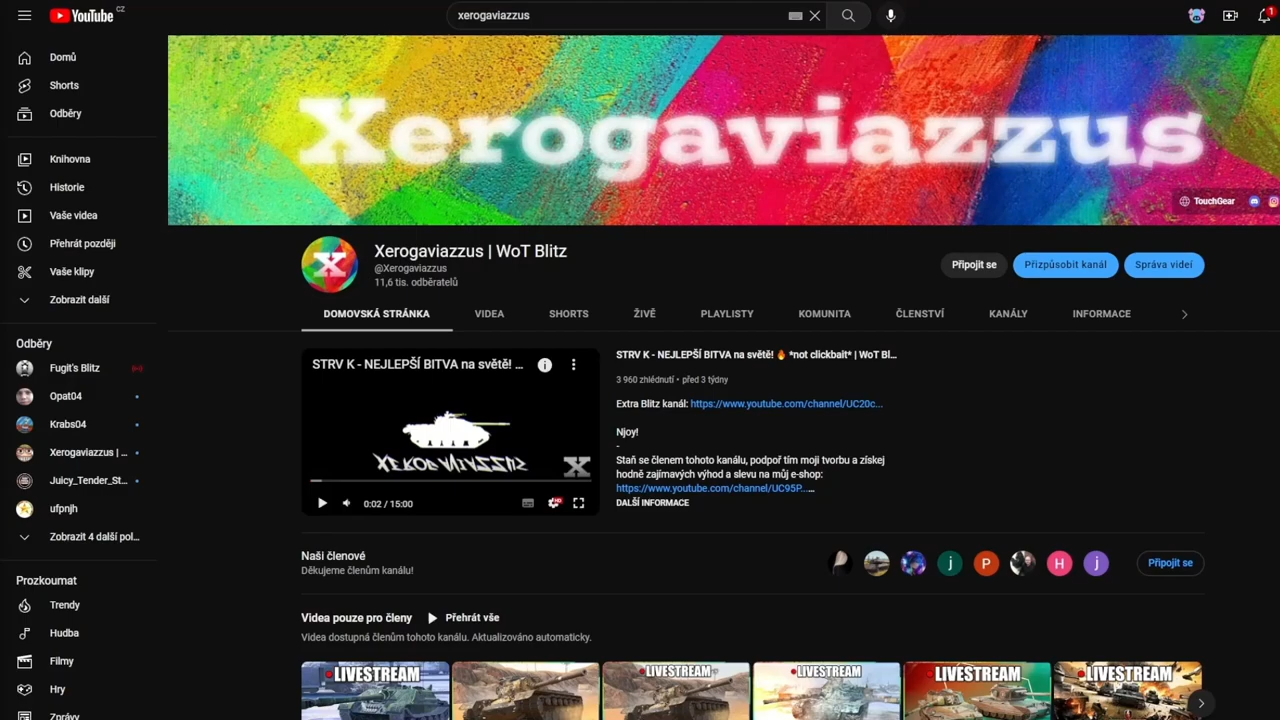 YouTube CZ
xerogaviazzus
1
Domů
Shorts
Odběry
Knihovna
Historie
Vaše videa
Přehrát později
Vaše klipy
Zobrazit další
Odběry
Fugit's Blitz
Opat04
Krabs04
Xerogaviazzus | ...
Juicy_Tender_St...
ufpnjh
Zobrazit 4 další pol...
Prozkoumat
Trendy
Hudba
Filmy
Hry
Zprávy
Xerogaviazzus
TouchGear
X
Xerogaviazzus | WoT Blitz
@Xerogaviazzus
11,6 tis. odběratelů
Připojit se
Přizpůsobit kanál
Správa videí
DOMOVSKÁ STRÁNKA
VIDEA
SHORTS
ŽIVĚ
PLAYLISTY
KOMUNITA
ČLENSTVÍ
KANÁLY
INFORMACE
STRV K - NEJLEPŠÍ BITVA na světě! ...
X
0:02 / 15:00
HD
STRV K - NEJLEPŠÍ BITVA na světě! 🔥 *not clickbait* | WoT Bl...
3 960 zhlédnutí • před 3 týdny
Extra Blitz kanál: https://www.youtube.com/channel/UC20c...
Njoy!
-
Staň se členem tohoto kanálu, podpoř tím moji tvorbu a získej
hodně zajímavých výhod a slevu na můj e-shop:
https://www.youtube.com/channel/UC95P...…
DALŠÍ INFORMACE
Naši členové
Děkujeme členům kanálu!
j
P
H
j
Připojit se
Videa pouze pro členy
Přehrát vše
Videa dostupná členům tohoto kanálu. Aktualizováno automaticky.
LIVESTREAM
LIVESTREAM
LIVESTREAM
LIVESTREAM
LIVESTREAM